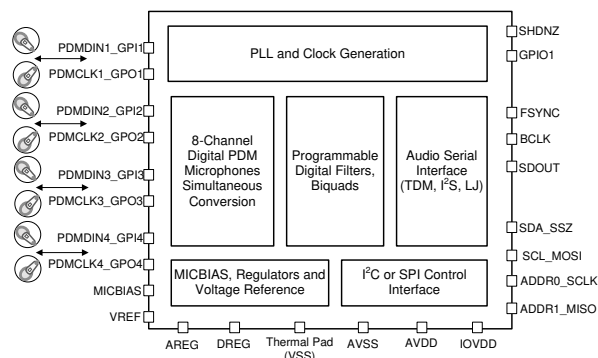 PDMDIN1_GPI1
PDMCLK1_GPO1
PDMDIN2_GPI2
PDMCLK2_GPO2
PDMDIN3_GPI3
PDMCLK3_GPO3
PDMDIN4_GPI4
PDMCLK4_GPO4
MICBIAS
VREF
PLL and Clock Generation
8-Channel
Digital PDM
Microphones
Simultaneous
Conversion
Programmable
Digital Filters,
Biquads
Audio Serial
Interface
(TDM, I²S, LJ)
MICBIAS, Regulators and
Voltage Reference
I²C or SPI Control
Interface
SHDNZ
GPIO1
FSYNC
BCLK
SDOUT
SDA_SSZ
SCL_MOSI
ADDR0_SCLK
ADDR1_MISO
AREG
DREG
Thermal Pad
(VSS)
AVSS
AVDD
IOVDD